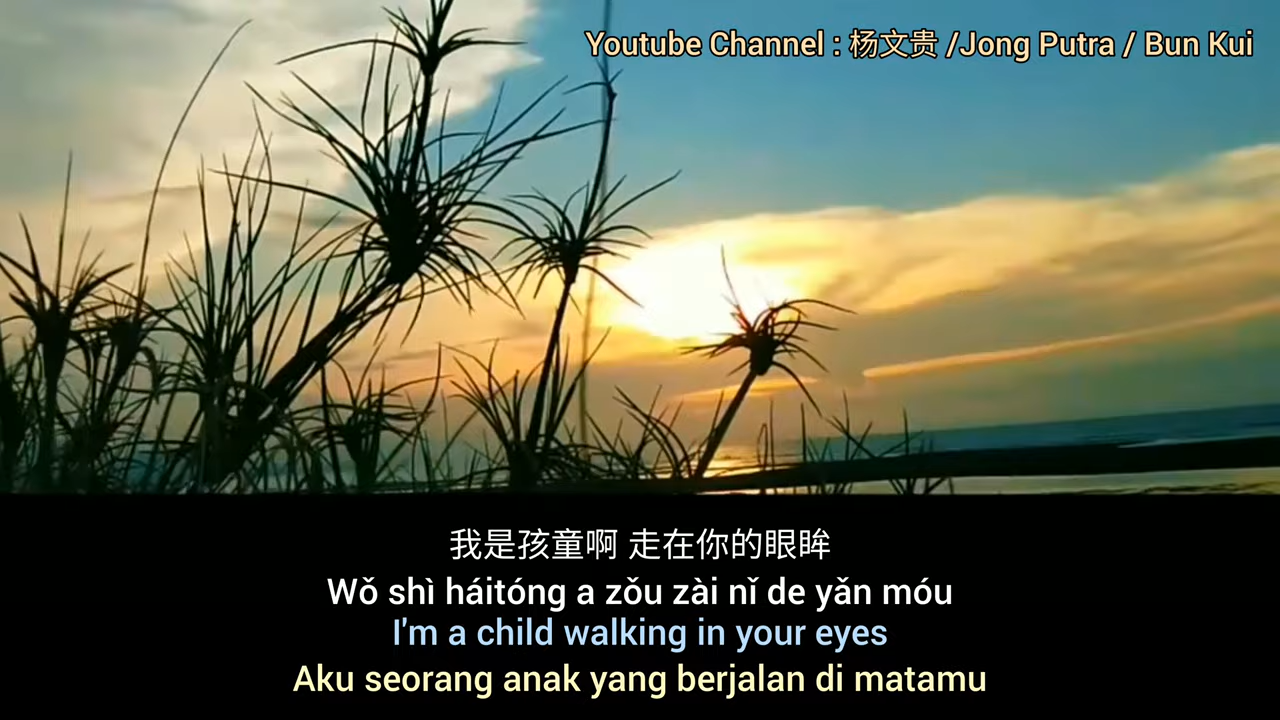 Youtube Channel : 杨文贵 /Jong Putra / Bun Kui
我是孩童啊 走在你的眼眸
Wǒ shì háitóng a zǒu zài nǐ de yǎn móu
I'm a child walking in your eyes
Aku seorang anak yang berjalan di matamu